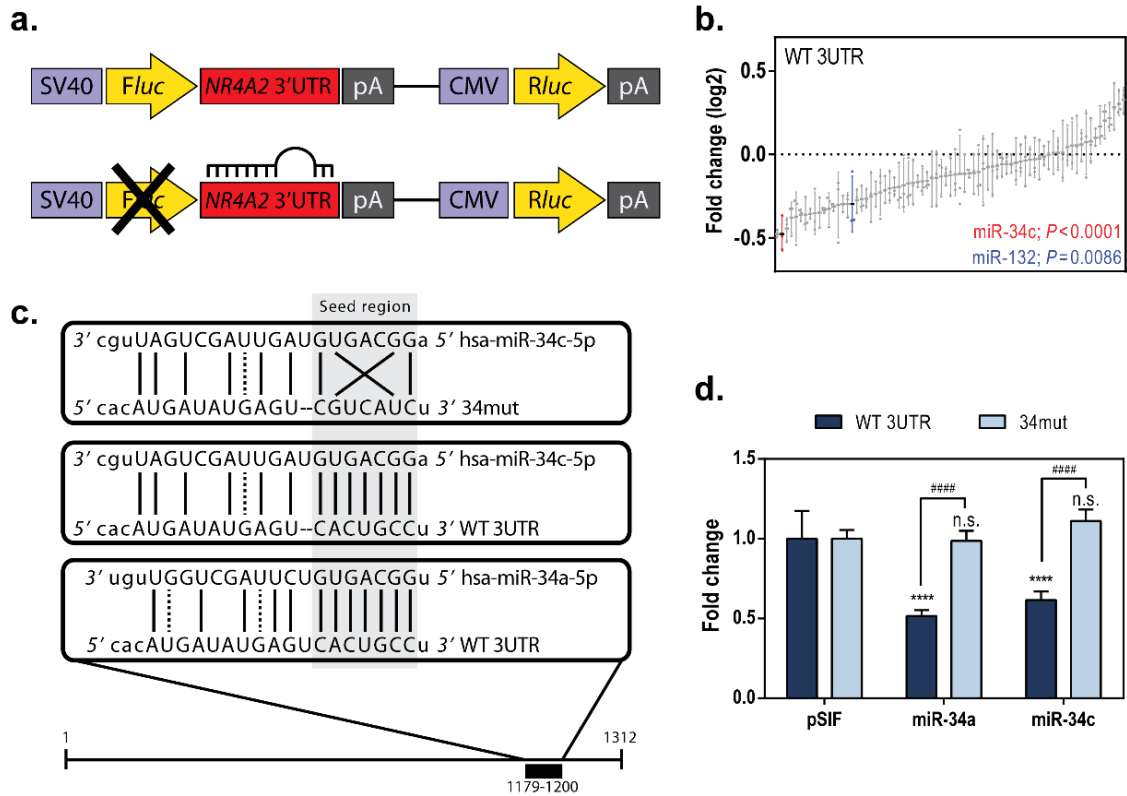 a.
SV40 Fluc NR4A2 3'UTR pA CMV Rluc pA
SV40 NR4A2 3'UTR pA CMV Rluc pA
b.
WT 3UTR
Fold change (log2)
0.5
0.0
-0.5
miR-34c; P<0.0001
miR-132; P=0.0086
c.
Seed region
3' cguUAGUCGAUUGAUGUGACGGa 5' hsa-miR-34c-5p
5' cacAUGAUAUGAGU--CGUCAUCu 3' 34mut
3' cguUAGUCGAUUGAUGUGACGGa 5' hsa-miR-34c-5p
5' cacAUGAUAUGAGU--CACUGCCu 3' WT 3UTR
3' uguUGGUCGAUUCUGUGACGGu 5' hsa-miR-34a-5p
5' cacAUGAUAUGAGUCACUGCCu 3' WT 3UTR
1
1312
1179-1200
d.
WT 3UTR 34mut
Fold change
1.5
1.0
0.5
0.0
####
n.s.
****
####
n.s.
****
pSIF miR-34a miR-34c